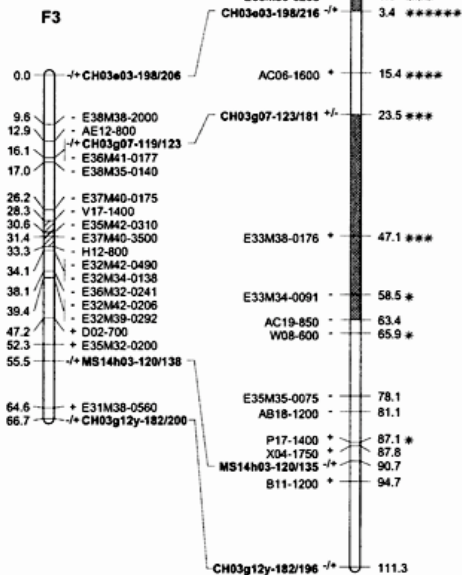 F3
0.0 -/+ CH03e03-198/206
9.6 - E38M38-2000
12.9 - AE12-800
-/+ CH03g07-119/123
16.1 - E36M41-0177
17.0 - E38M35-0140
26.2 - E37M40-0175
28.3 - V17-1400
30.6 - E35M42-0310
31.4 - E37M40-3500
33.3 - H12-800
- E32M42-0490
34.1 - E32M34-0138
38.1 - E36M32-0241
- E32M42-0206
39.4 - E32M39-0292
47.2 + D02-700
52.3 + E35M32-0200
55.5 -/+ MS14h03-120/138
64.6 + E31M38-0560
66.7 -/+ CH03g12y-182/200
CH03e03-198/216 -/+ 3.4 ******
AC06-1600 + 15.4 ****
CH03g07-123/181 +/- 23.5 ***
E33M38-0176 + 47.1 ***
E33M34-0091 - 58.5 *
AC19-850 - 63.4
W08-600 - 65.9 *
E35M35-0075 - 78.1
AB18-1200 - 81.1
P17-1400 + 87.1 *
X04-1750 + 87.8
MS14h03-120/135 -/+ 90.7
B11-1200 + 94.7
CH03g12y-182/196 -/+ 111.3